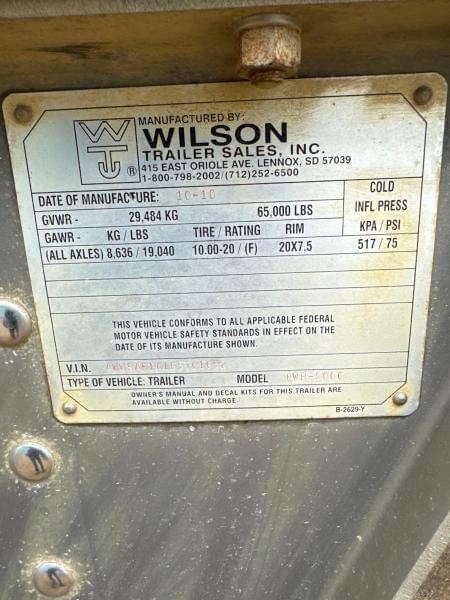 MANUFACTURED BY:
WILSON
TRAILER SALES, INC.
415 EAST ORIOLE AVE. LENNOX, SD 57039
1-800-798-2002/(712)252-6500
WT ®
DATE OF MANUFACTURE: 10-10
COLD
INFL PRESS
KPA / PSI
GVWR - 29,484 KG 65,000 LBS
GAWR - KG / LBS TIRE / RATING RIM
(ALL AXLES) 8,636 / 19,040 10.00-20 / (F) 20X7.5 517 / 75
THIS VEHICLE CONFORMS TO ALL APPLICABLE FEDERAL
MOTOR VEHICLE SAFETY STANDARDS IN EFFECT ON THE
DATE OF ITS MANUFACTURE SHOWN.
V.I.N.
TYPE OF VEHICLE: TRAILER MODEL
OWNER'S MANUAL AND DECAL KITS FOR THIS TRAILER ARE
AVAILABLE WITHOUT CHARGE.
B-2629-Y